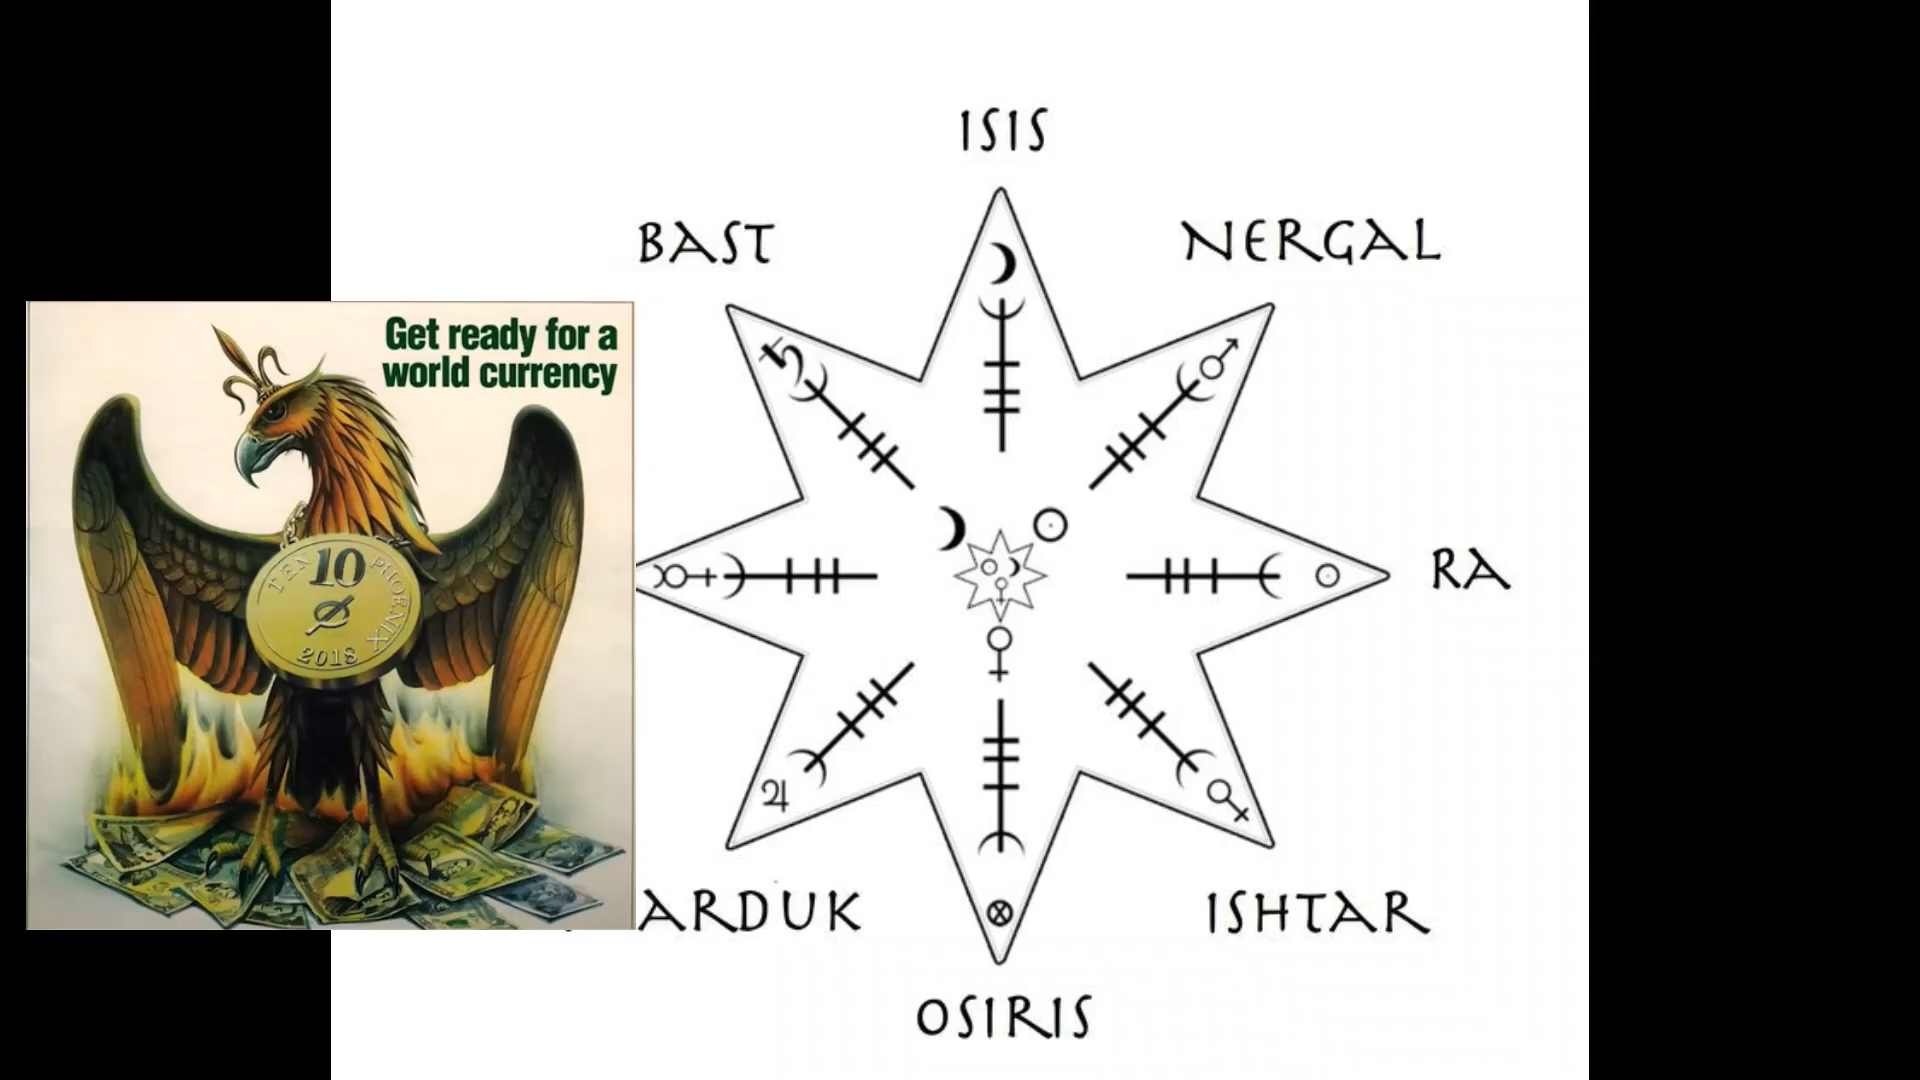 ISIS
BAST
NERGAL
Get ready for a
world currency
RA
10
TEN PHOENIX
2018
ARDUK
ISHTAR
OSIRIS